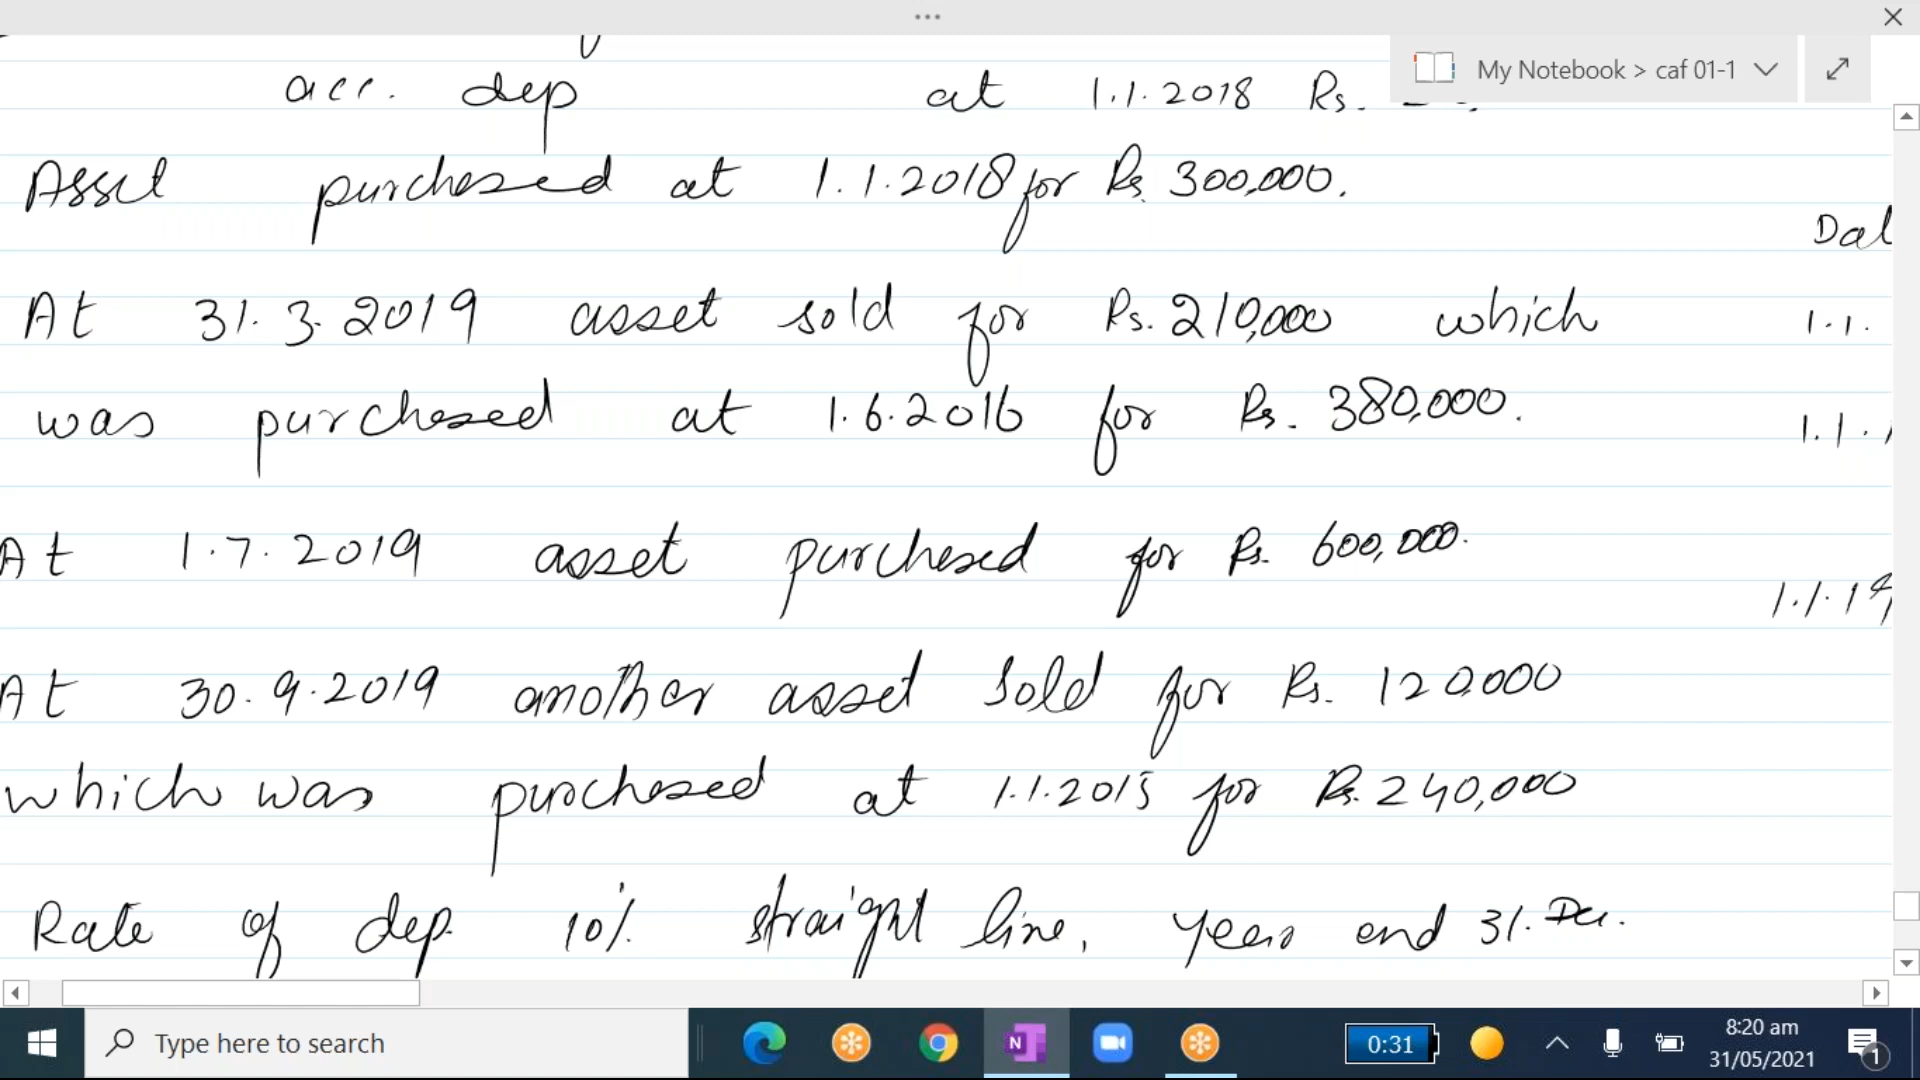 My Notebook > caf 01-1
acc. dep at 1.1.2018 Rs.
Asset purchased at 1.1.2018 for Rs. 300,000.
Dat
At 31.3.2019 asset sold for Rs. 210,000 which
1.1.
was purchased at 1.6.2016 for Rs. 380,000.
1.1.
At 1.7.2019 asset purchased for Rs. 600,000.
1.1.19
At 30.9.2019 another asset sold for Rs. 120000
which was purchased at 1.1.2015 for Rs. 240,000
Rate of dep. 10% straight line, year end 31. Dec.
Type here to search
0:31
8:20 am
31/05/2021
1